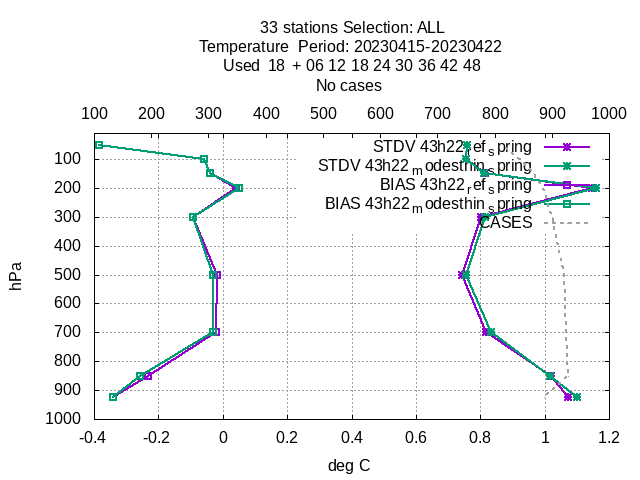 33 stations Selection: ALL
Temperature  Period: 20230415-20230422
Used 18 + 06 12 18 24 30 36 42 48
No cases
100 200 300 400 500 600 700 800 900 1000
STDV 43h22_ref_spring
STDV 43h22_modesthin_spring
BIAS 43h22_ref_spring
BIAS 43h22_modesthin_spring
CASES
hPa
100
200
300
400
500
600
700
800
900
1000
-0.4 -0.2 0 0.2 0.4 0.6 0.8 1 1.2
deg C